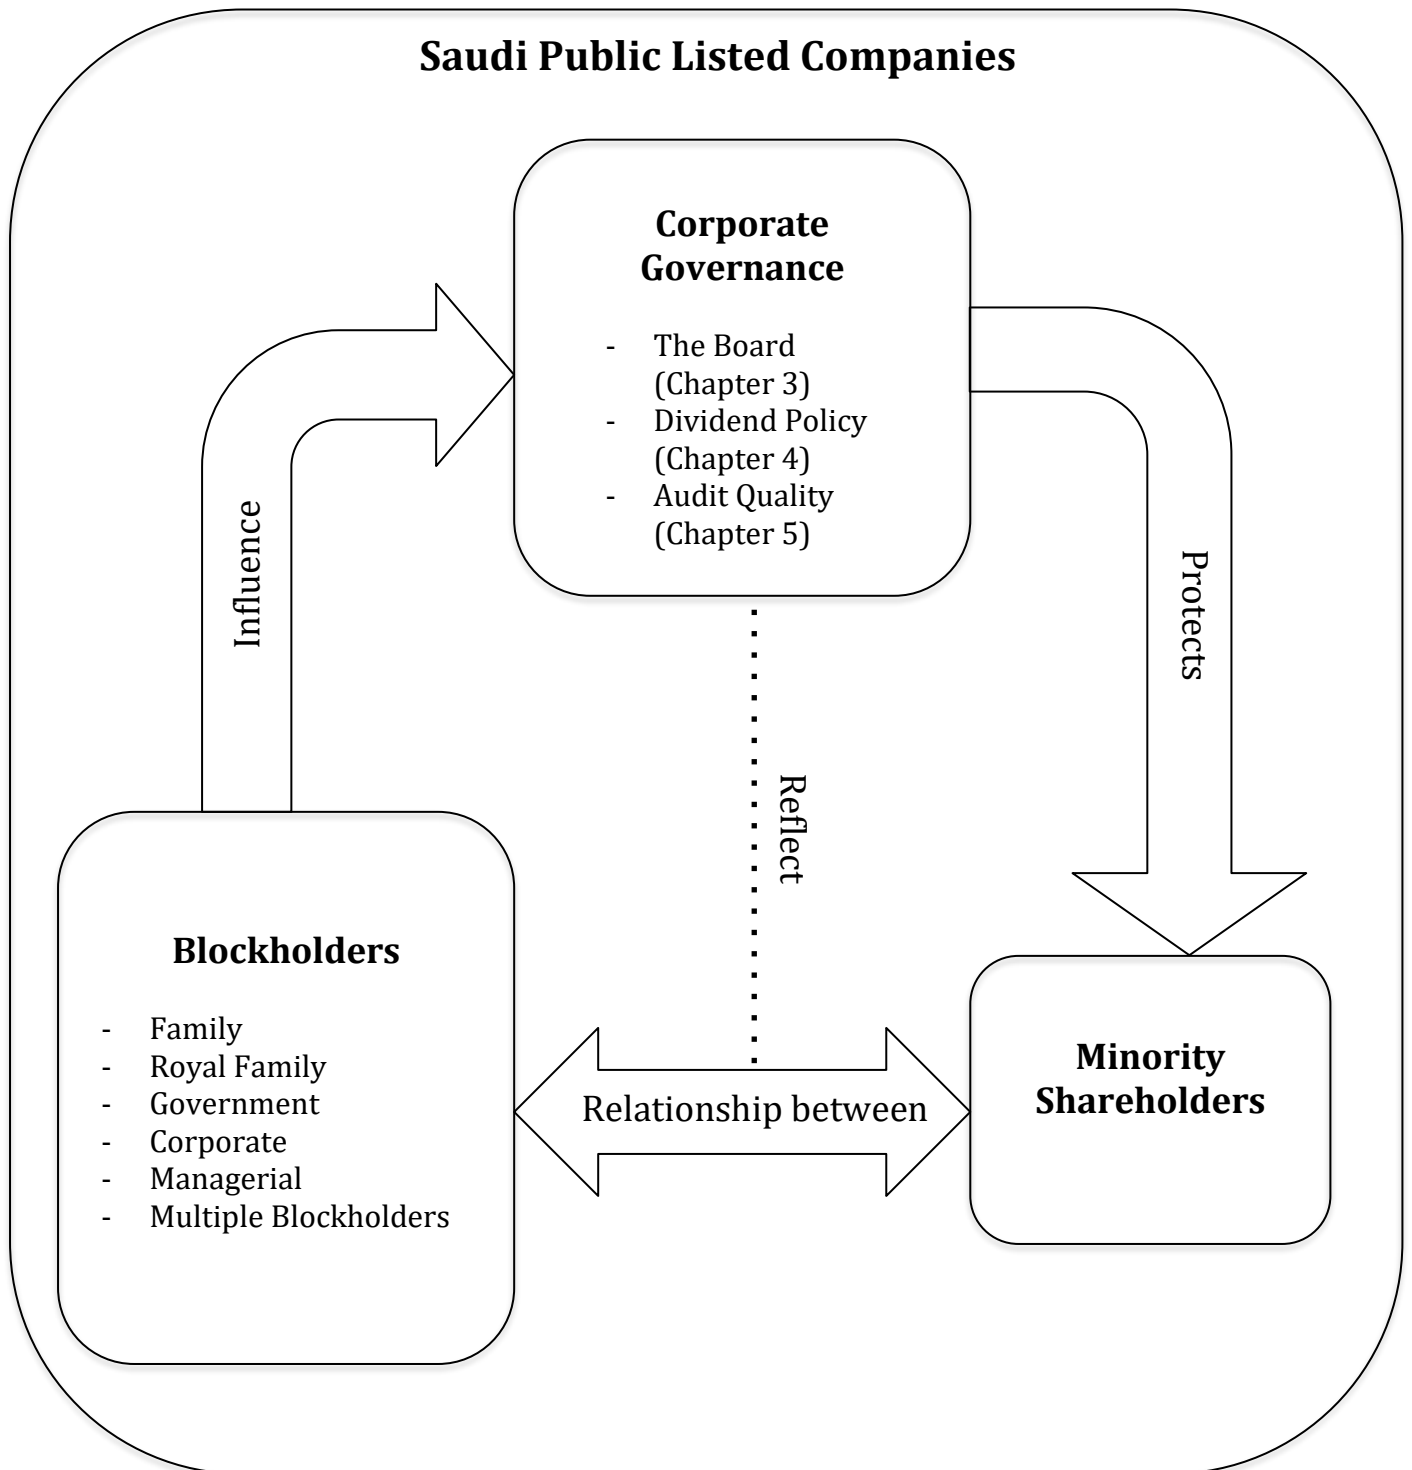 Saudi Public Listed Companies
Corporate
Governance
- The Board
(Chapter 3)
- Dividend Policy
(Chapter 4)
- Audit Quality
(Chapter 5)
Influence
Protects
Reflect
Blockholders
- Family
- Royal Family
- Government
- Corporate
- Managerial
- Multiple Blockholders
Relationship between
Minority
Shareholders